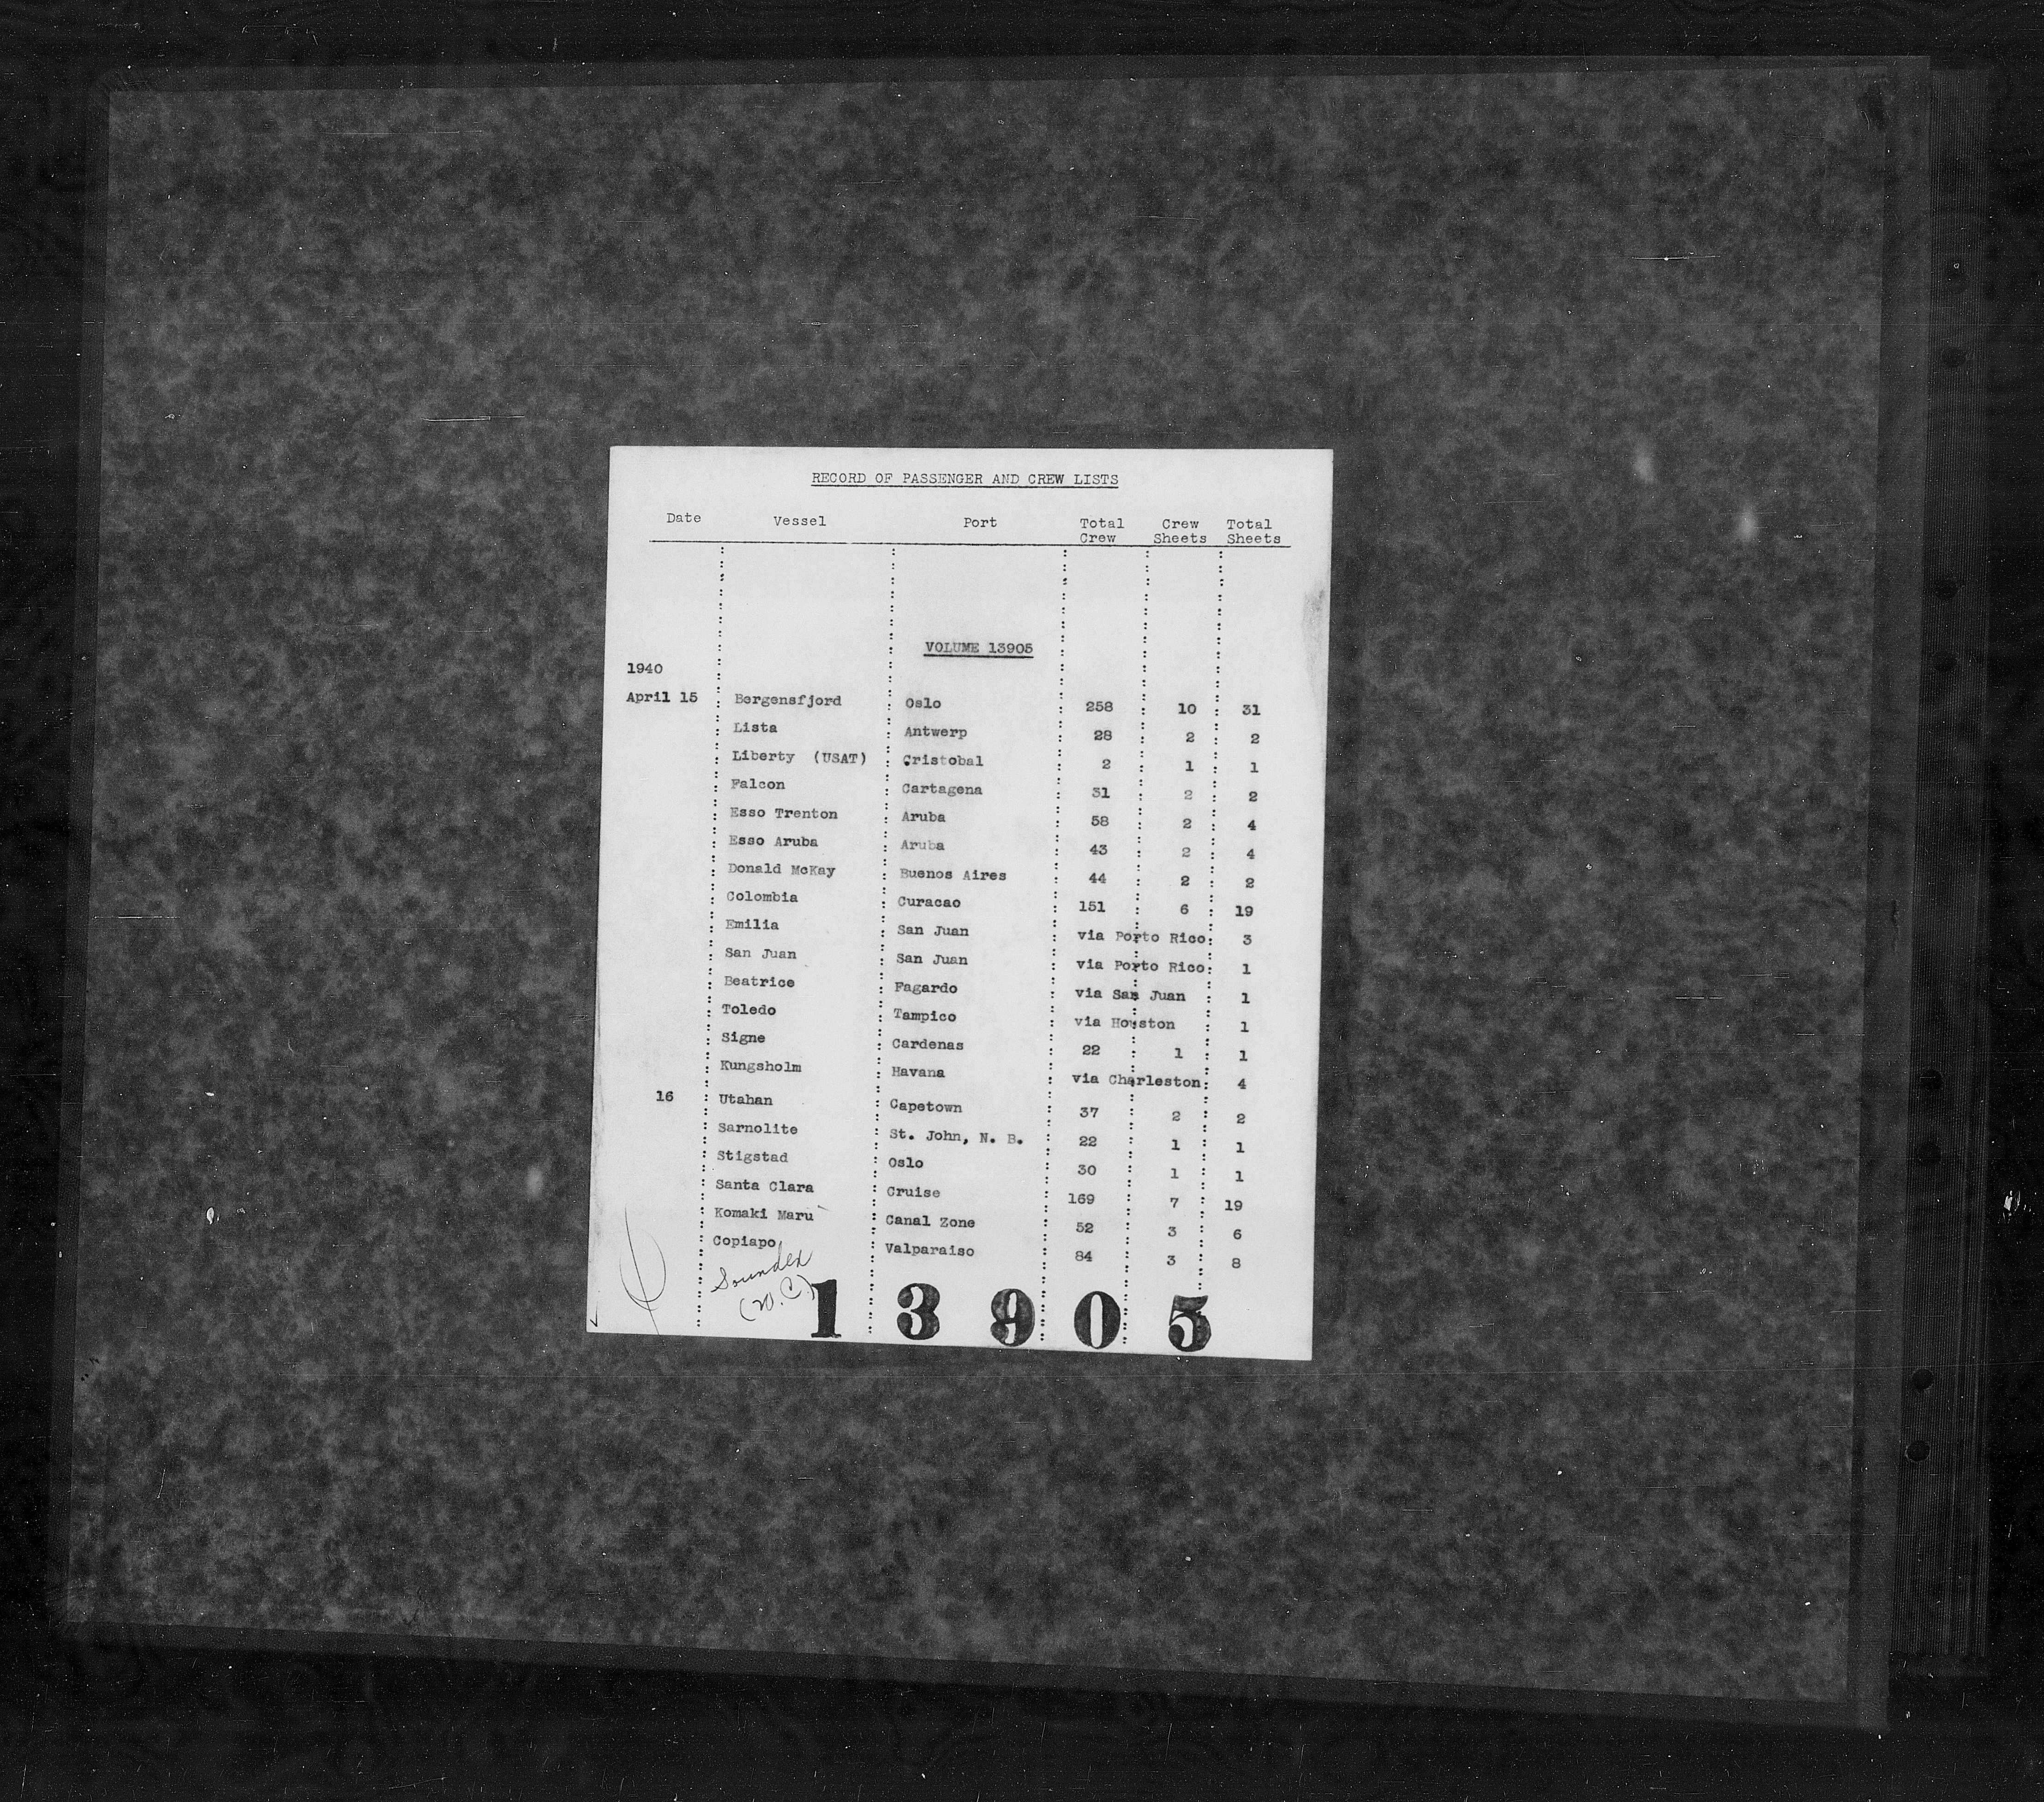 RECORD OF PASSENGER AND CREW LISTS
Date Vessel Port Total Crew Crew Sheets Total Sheets
VOLUME 13905
1940
April 15 Bergensfjord Oslo 258 10 31
Lista Antwerp 28 2 2
Liberty (USAT) Cristobal 2 1 1
Falcon Cartagena 31 2 2
Esso Trenton Aruba 58 2 4
Esso Aruba Aruba 43 2 4
Donald McKay Buenos Aires 44 2 2
Colombia Curacao 151 6 19
Emilia San Juan via Porto Rico 3
San Juan San Juan via Porto Rico 1
Beatrice Fagardo via San Juan 1
Toledo Tampico via Houston 1
Signe Cardenas 22 1 1
Kungsholm Havana via Charleston 4
16 Utahan Capetown 37 2 2
Sarnolite St. John, N. B. 22 1 1
Stigstad Oslo 30 1 1
Santa Clara Cruise 169 7 19
Komaki Maru Canal Zone 52 3 6
Copiapo Valparaiso 84 3 8
Soundex
(W.C.)
13905